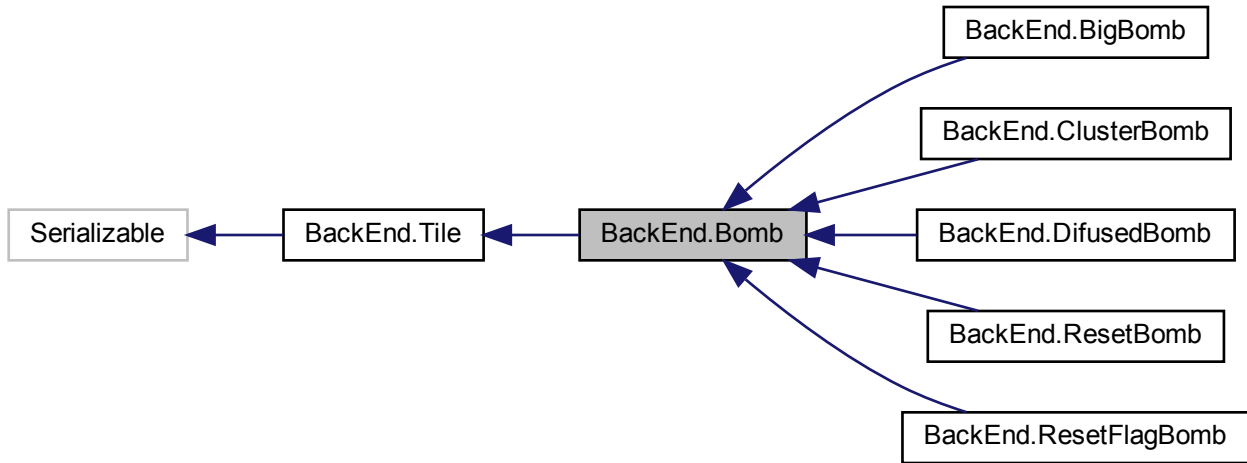 BackEnd.BigBomb
BackEnd.ClusterBomb
Serializable
BackEnd.Tile
BackEnd.Bomb
BackEnd.DifusedBomb
BackEnd.ResetBomb
BackEnd.ResetFlagBomb